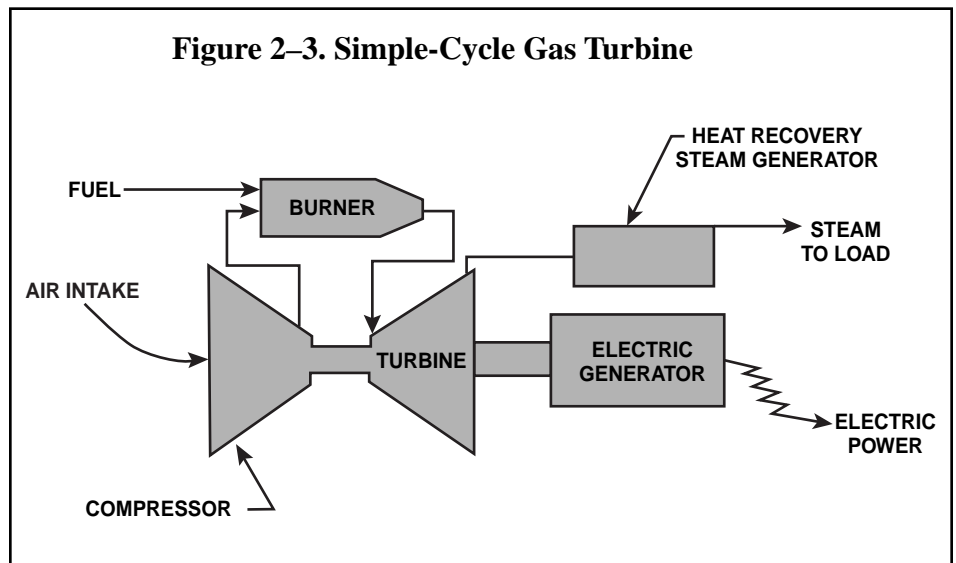 Figure 2–3. Simple-Cycle Gas Turbine
HEAT RECOVERY
STEAM GENERATOR
FUEL
BURNER
STEAM
TO LOAD
AIR INTAKE
TURBINE
ELECTRIC
GENERATOR
ELECTRIC
POWER
COMPRESSOR